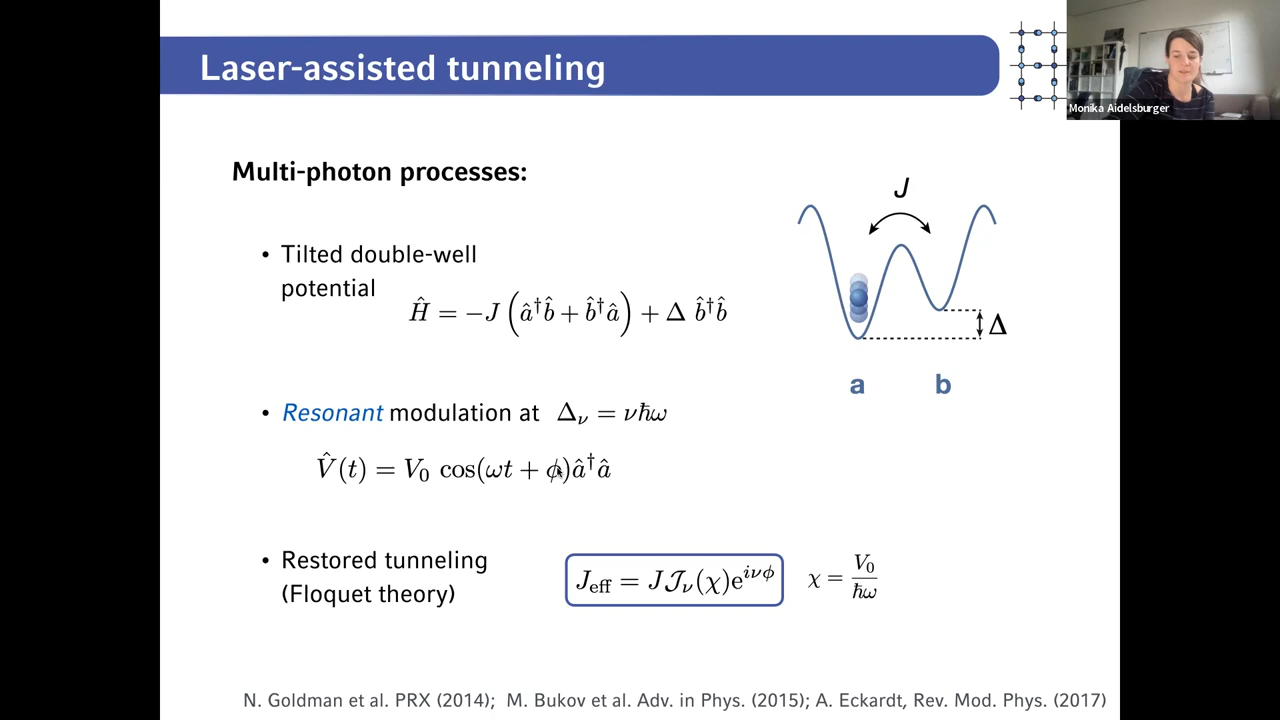 Laser-assisted tunneling
Monika Aidelsburger
Multi-photon processes:
J
• Tilted double-well
potential
Ĥ = −J (â†b̂ + b̂†â) + Δ b̂†b̂
Δ
a b
• Resonant modulation at Δν = νħω
V̂(t) = V₀ cos(ωt + ϕ)â†â
• Restored tunneling
(Floquet theory)
J_eff = J 𝒥_ν(χ)e^{iνϕ} χ = V₀/ħω
N. Goldman et al. PRX (2014); M. Bukov et al. Adv. in Phys. (2015); A. Eckardt, Rev. Mod. Phys. (2017)